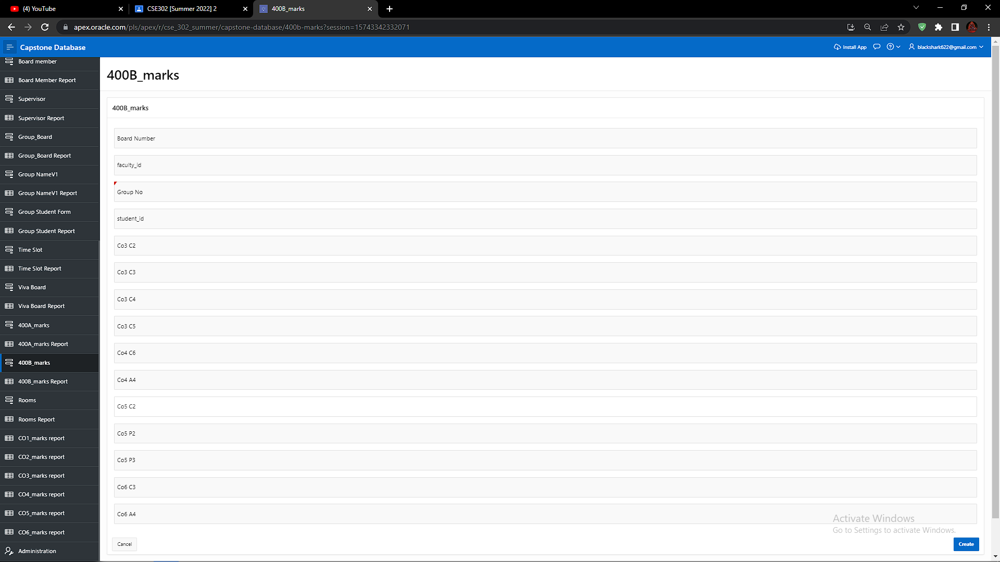 (4) YouTube
CSE302 [Summer 2022] 2
400B_marks
apex.oracle.com/pls/apex/r/cse_302_summer/capstone-database/400b-marks?session=15743342332071
Capstone Database
Install App
blackshark622@gmail.com
Board member
Board Member Report
Supervisor
Supervisor Report
Group_Board
Group_Board Report
Group NameV1
Group NameV1 Report
Group Student Form
Group Student Report
Time Slot
Time Slot Report
Viva Board
Viva Board Report
400A_marks
400A_marks Report
400B_marks
400B_marks Report
Rooms
Rooms Report
CO1_marks report
CO2_marks report
CO3_marks report
CO4_marks report
CO5_marks report
CO6_marks report
Administration
400B_marks
400B_marks
Board Number
faculty_id
Group No
student_id
Co3 C2
Co3 C3
Co3 C4
Co3 C5
Co4 C6
Co4 A4
Co5 C2
Co5 P2
Co5 P3
Co6 C3
Co6 A4
Cancel
Create
Activate Windows
Go to Settings to activate Windows.